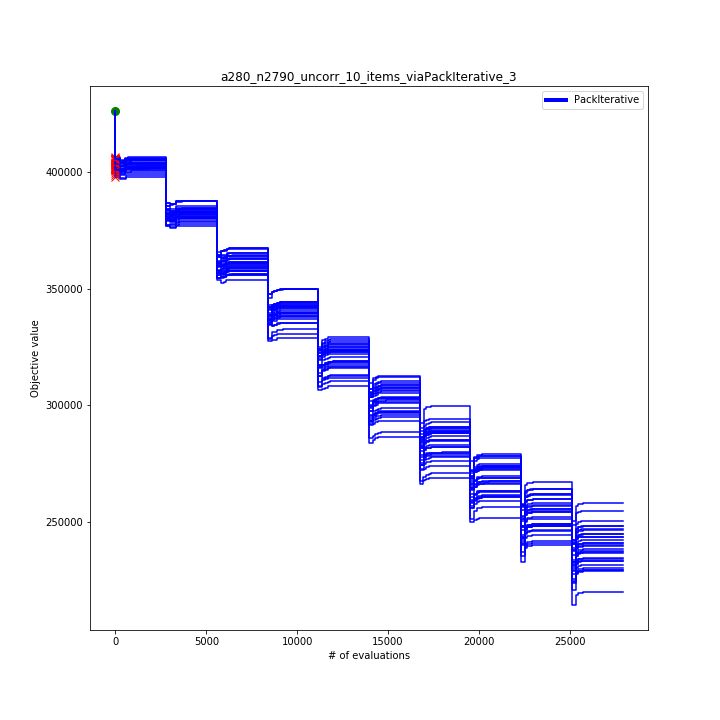 a280_n2790_uncorr_10_items_viaPackIterative_3
PackIterative
400000
350000
300000
250000
Objective value
0 5000 10000 15000 20000 25000
# of evaluations